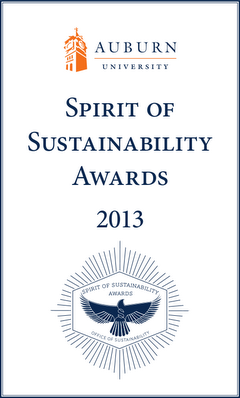 AUBURN
UNIVERSITY
SPIRIT OF
SUSTAINABILITY
AWARDS
2013
SPIRIT OF SUSTAINABILITY
AWARDS
OFFICE OF SUSTAINABILITY